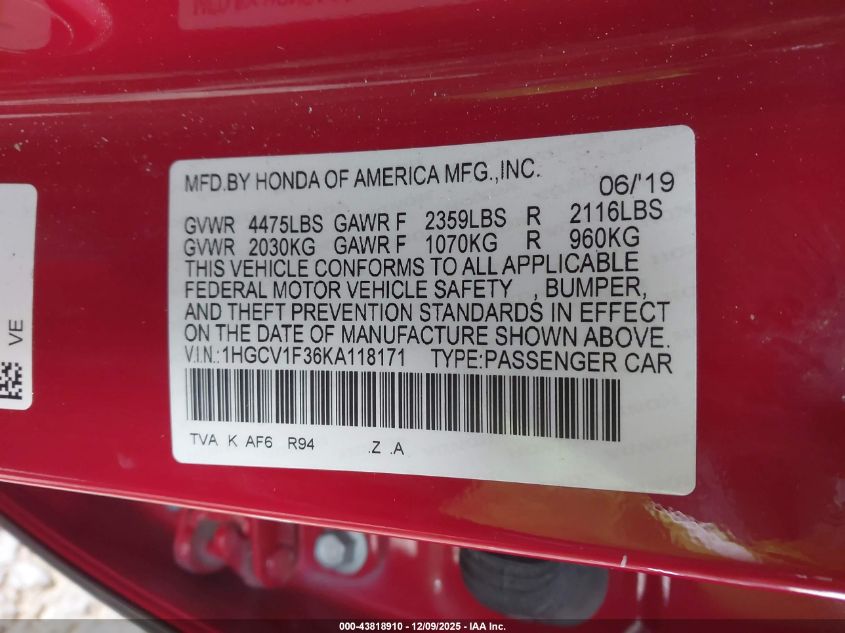 MFD.BY HONDA OF AMERICA MFG.,INC.
06/'19
GVWR 4475LBS GAWR F 2359LBS R 2116LBS
GVWR 2030KG GAWR F 1070KG R 960KG
THIS VEHICLE CONFORMS TO ALL APPLICABLE
FEDERAL MOTOR VEHICLE SAFETY , BUMPER,
AND THEFT PREVENTION STANDARDS IN EFFECT
ON THE DATE OF MANUFACTURE SHOWN ABOVE.
V.I.N.:1HGCV1F36KA118171 TYPE:PASSENGER CAR
TVA K AF6 R94 .Z .A
VE
000-43818910 - 12/09/2025 - IAA Inc.